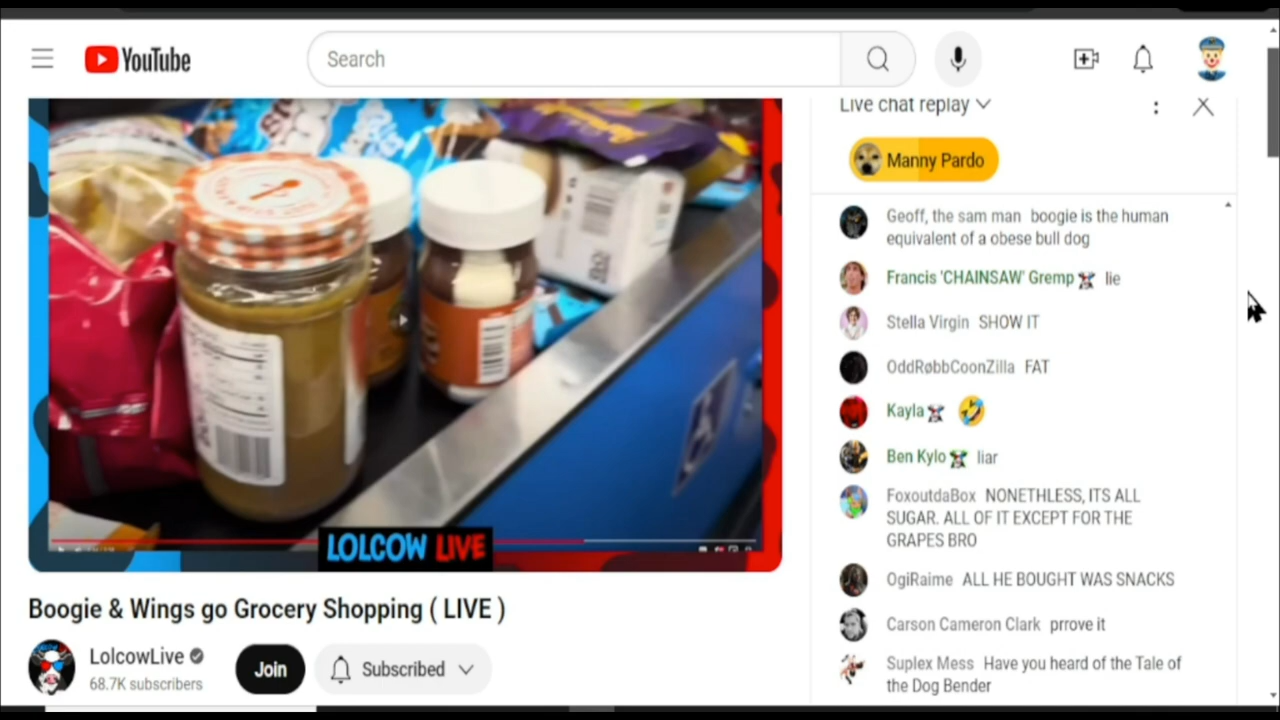 YouTube
Search
Live chat replay
Manny Pardo
Geoff, the sam man boogie is the human
equivalent of a obese bull dog
Francis 'CHAINSAW' Gremp lie
Stella Virgin SHOW IT
OddRøbbCoonZilla FAT
Kayla
Ben Kylo liar
FoxoutdaBox NONETHLESS, ITS ALL
SUGAR. ALL OF IT EXCEPT FOR THE
GRAPES BRO
OgiRaime ALL HE BOUGHT WAS SNACKS
Carson Cameron Clark prrove it
Suplex Mess Have you heard of the Tale of
the Dog Bender
LOLCOW LIVE
Boogie & Wings go Grocery Shopping ( LIVE )
LolcowLive
68.7K subscribers
Join
Subscribed